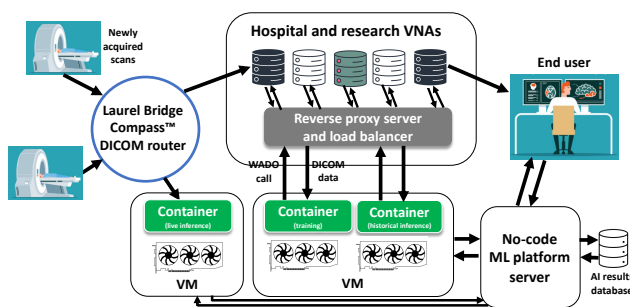 Newly
acquired
scans
Hospital and research VNAs
End user
Laurel Bridge
Compass™
DICOM router
Reverse proxy server
and load balancer
WADO
call
DICOM
data
Container
(live inference)
VM
Container
(training)
Container
(historical inference)
VM
No-code
ML platform
server
AI results
database